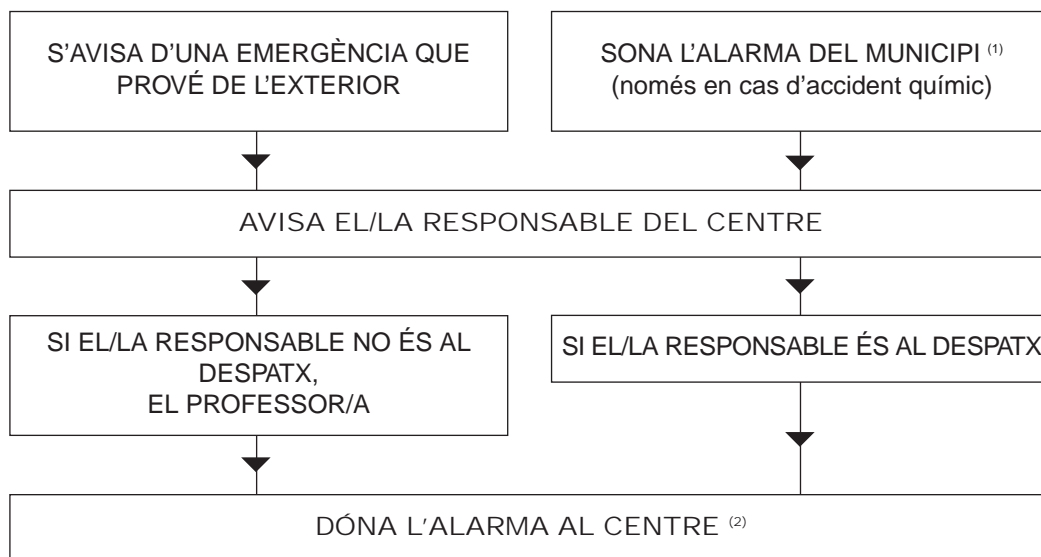 S’AVISA D’UNA EMERGÈNCIA QUE
PROVÉ DE L’EXTERIOR
SONA L’ALARMA DEL MUNICIPI (1)
(només en cas d’accident químic)
AVISA EL/LA RESPONSABLE DEL CENTRE
SI EL/LA RESPONSABLE NO ÉS AL
DESPATX,
EL PROFESSOR/A
SI EL/LA RESPONSABLE ÉS AL DESPATX
DÓNA L’ALARMA AL CENTRE (2)